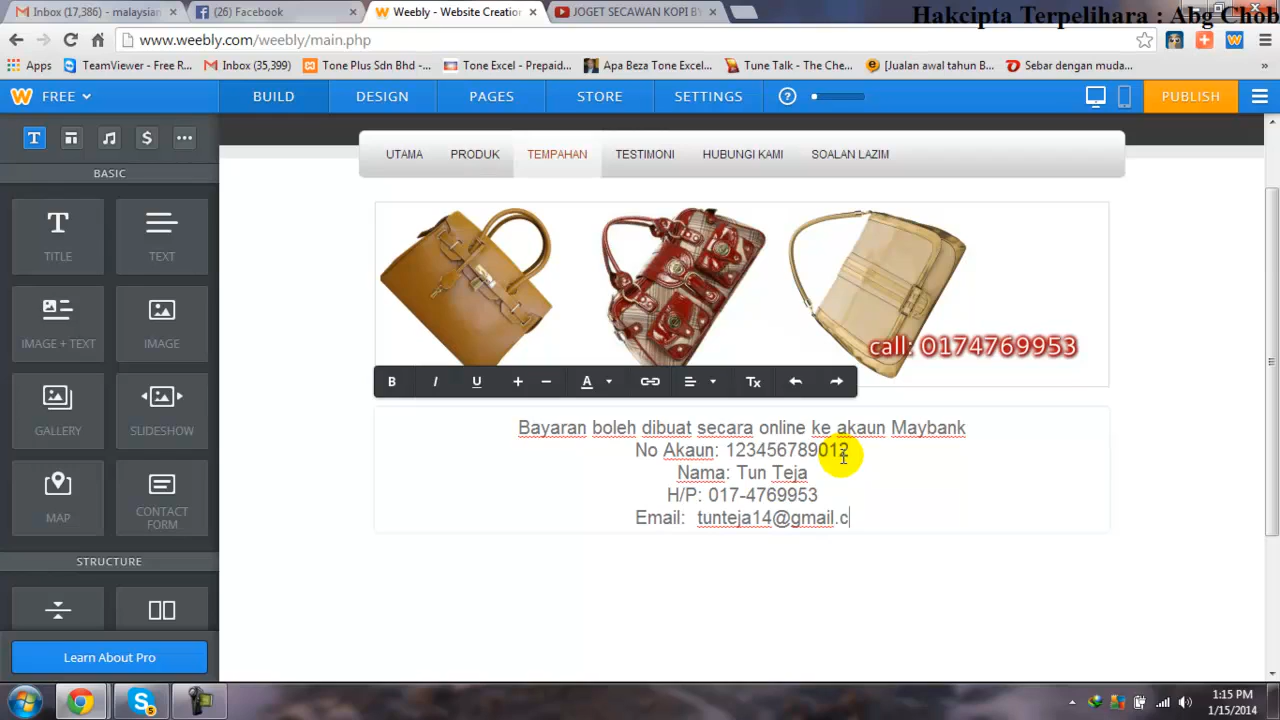 Inbox (17,386) - malaysian
(26) Facebook
Weebly - Website Creation
JOGET SECAWAN KOPI BY
Hakcipta Terpelihara : Abg Chob
www.weebly.com/weebly/main.php
Apps
TeamViewer - Free R...
Inbox (35,399)
Tone Plus Sdn Bhd -...
Tone Excel - Prepaid...
Apa Beza Tone Excel...
Tune Talk - The Chea...
[Jualan awal tahun B...
Sebar dengan muda...
FREE
BUILD
DESIGN
PAGES
STORE
SETTINGS
PUBLISH
BASIC
TITLE
TEXT
IMAGE + TEXT
IMAGE
GALLERY
SLIDESHOW
MAP
CONTACT FORM
STRUCTURE
Learn About Pro
UTAMA
PRODUK
TEMPAHAN
TESTIMONI
HUBUNGI KAMI
SOALAN LAZIM
call: 0174769953
B
I
U
A
Tx
Bayaran boleh dibuat secara online ke akaun Maybank
No Akaun: 123456789012
Nama: Tun Teja
H/P: 017-4769953
Email: tunteja14@gmail.c
5
1:15 PM
1/15/2014